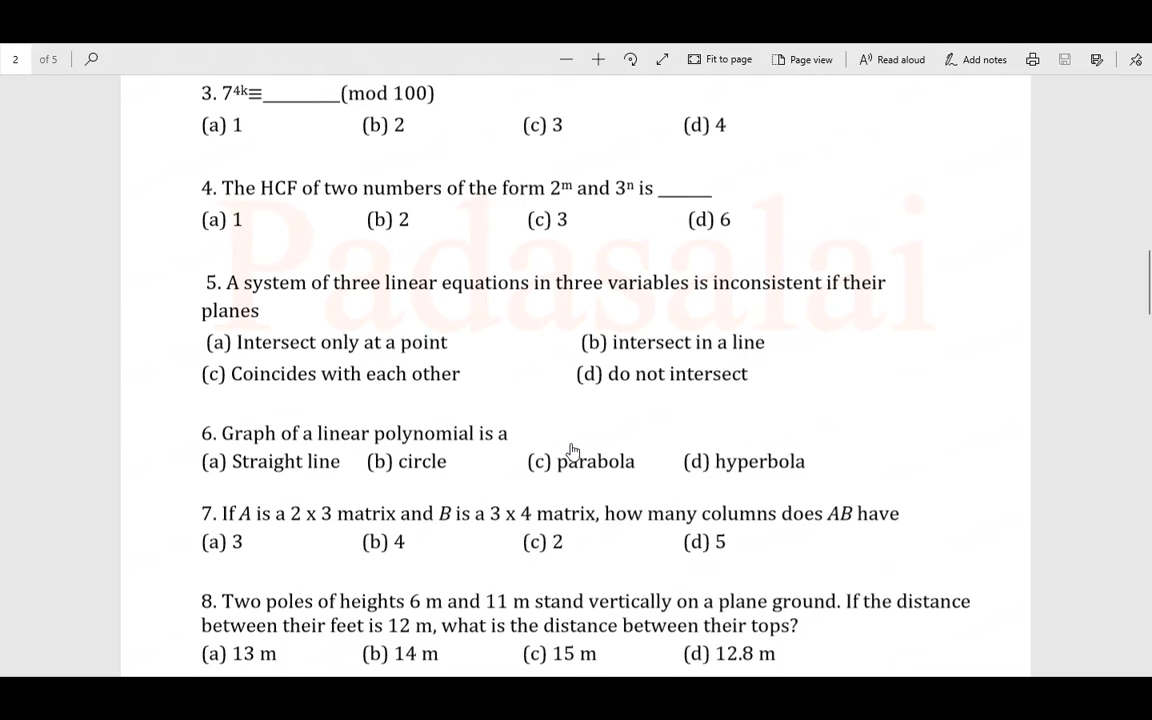 2 of 5 Fit to page Page view Read aloud Add notes
3. 7⁴ᵏ≡________(mod 100)
(a) 1 (b) 2 (c) 3 (d) 4
4. The HCF of two numbers of the form 2ᵐ and 3ⁿ is ______
(a) 1 (b) 2 (c) 3 (d) 6
Padasalai
5. A system of three linear equations in three variables is inconsistent if their
planes
(a) Intersect only at a point (b) intersect in a line
(c) Coincides with each other (d) do not intersect
6. Graph of a linear polynomial is a
(a) Straight line (b) circle (c) parabola (d) hyperbola
7. If A is a 2 x 3 matrix and B is a 3 x 4 matrix, how many columns does AB have
(a) 3 (b) 4 (c) 2 (d) 5
8. Two poles of heights 6 m and 11 m stand vertically on a plane ground. If the distance
between their feet is 12 m, what is the distance between their tops?
(a) 13 m (b) 14 m (c) 15 m (d) 12.8 m